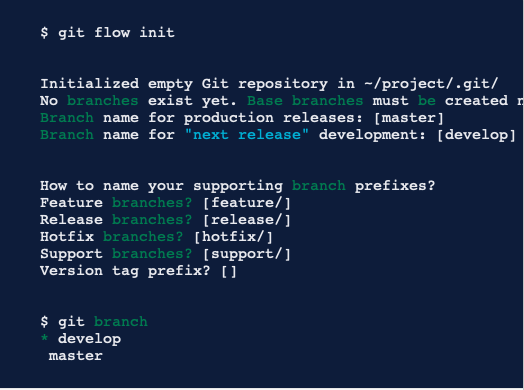 $ git flow init
Initialized empty Git repository in ~/project/.git/
No branches exist yet. Base branches must be created
Branch name for production releases: [master]
Branch name for "next release" development: [develop]
How to name your supporting branch prefixes?
Feature branches? [feature/]
Release branches? [release/]
Hotfix branches? [hotfix/]
Support branches? [support/]
Version tag prefix? []
$ git branch
* develop
master